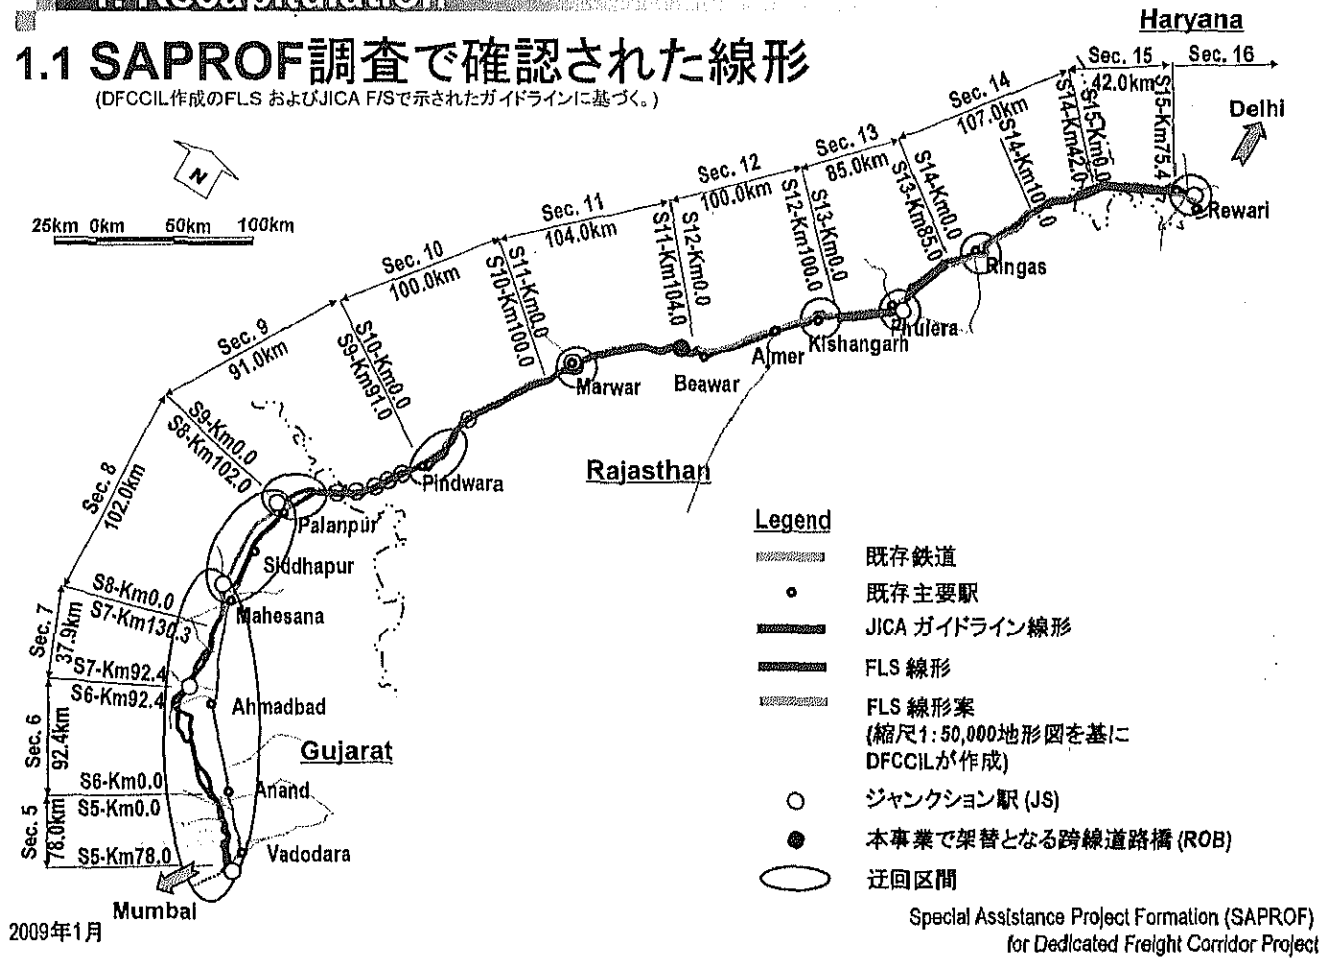 1. Recapitulation
1.1 SAPROF調査で確認された線形
(DFCCIL作成のFLS およびJICA F/Sで示されたガイドラインに基づく。)
Haryana
Sec. 15
42.0km
Sec. 16
Sec. 14
107.0km
Sec. 13
85.0km
Sec. 12
100.0km
Sec. 11
104.0km
Sec. 10
100.0km
Sec. 9
91.0km
Sec. 8
102.0km
Sec. 7
37.9km
Sec. 6
92.4km
Sec. 5
78.0km
Delhi
N
25km 0km 50km 100km
S15-Km75.4
S15-Km0.0
S14-Km42.0
S14-Km0.0
S13-Km85.0
S13-Km0.0
S12-Km100.0
S12-Km0.0
S11-Km104.0
S11-Km0.0
S10-Km100.0
S10-Km0.0
S9-Km91.0
S9-Km0.0
S8-Km102.0
S8-Km0.0
S7-Km130.3
S7-Km92.4
S6-Km92.4
S6-Km0.0
S5-Km0.0
S5-Km78.0
Rewari
Ringas
Phulera
Kishangarh
Ajmer
Beawar
Marwar
Pindwara
Palanpur
Siddhapur
Mahesana
Ahmadbad
Anand
Vadodara
Mumbai
Rajasthan
Gujarat
Legend
既存鉄道
既存主要駅
JICA ガイドライン線形
FLS 線形
FLS 線形案
(縮尺1:50,000地形図を基に
DFCCILが作成)
ジャンクション駅 (JS)
本事業で架替となる跨線道路橋 (ROB)
迂回区間
2009年1月
Special Assistance Project Formation (SAPROF)
for Dedicated Freight Corridor Project